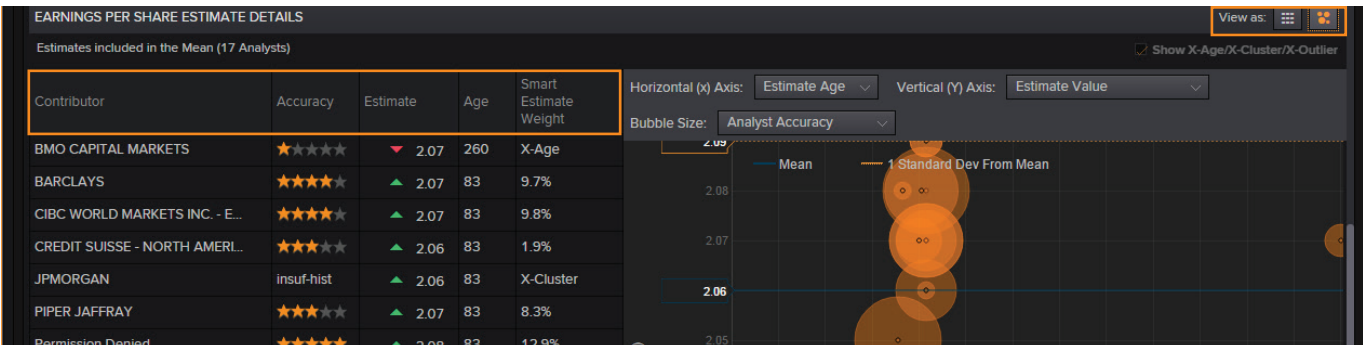 EARNINGS PER SHARE ESTIMATE DETAILS
View as:
Estimates included in the Mean (17 Analysts)
Show X-Age/X-Cluster/X-Outlier
Contributor Accuracy Estimate Age Smart Estimate Weight
BMO CAPITAL MARKETS 2.07 260 X-Age
BARCLAYS 2.07 83 9.7%
CIBC WORLD MARKETS INC. - E... 2.07 83 9.8%
CREDIT SUISSE - NORTH AMERI... 2.06 83 1.9%
JPMORGAN insuf-hist 2.06 83 X-Cluster
PIPER JAFFRAY 2.07 83 8.3%
Permission Denied 2.08 83 12.9%
Horizontal (x) Axis: Estimate Age Vertical (Y) Axis: Estimate Value
Bubble Size: Analyst Accuracy
2.09
Mean 1 Standard Dev From Mean
2.08
2.07
2.06
2.05